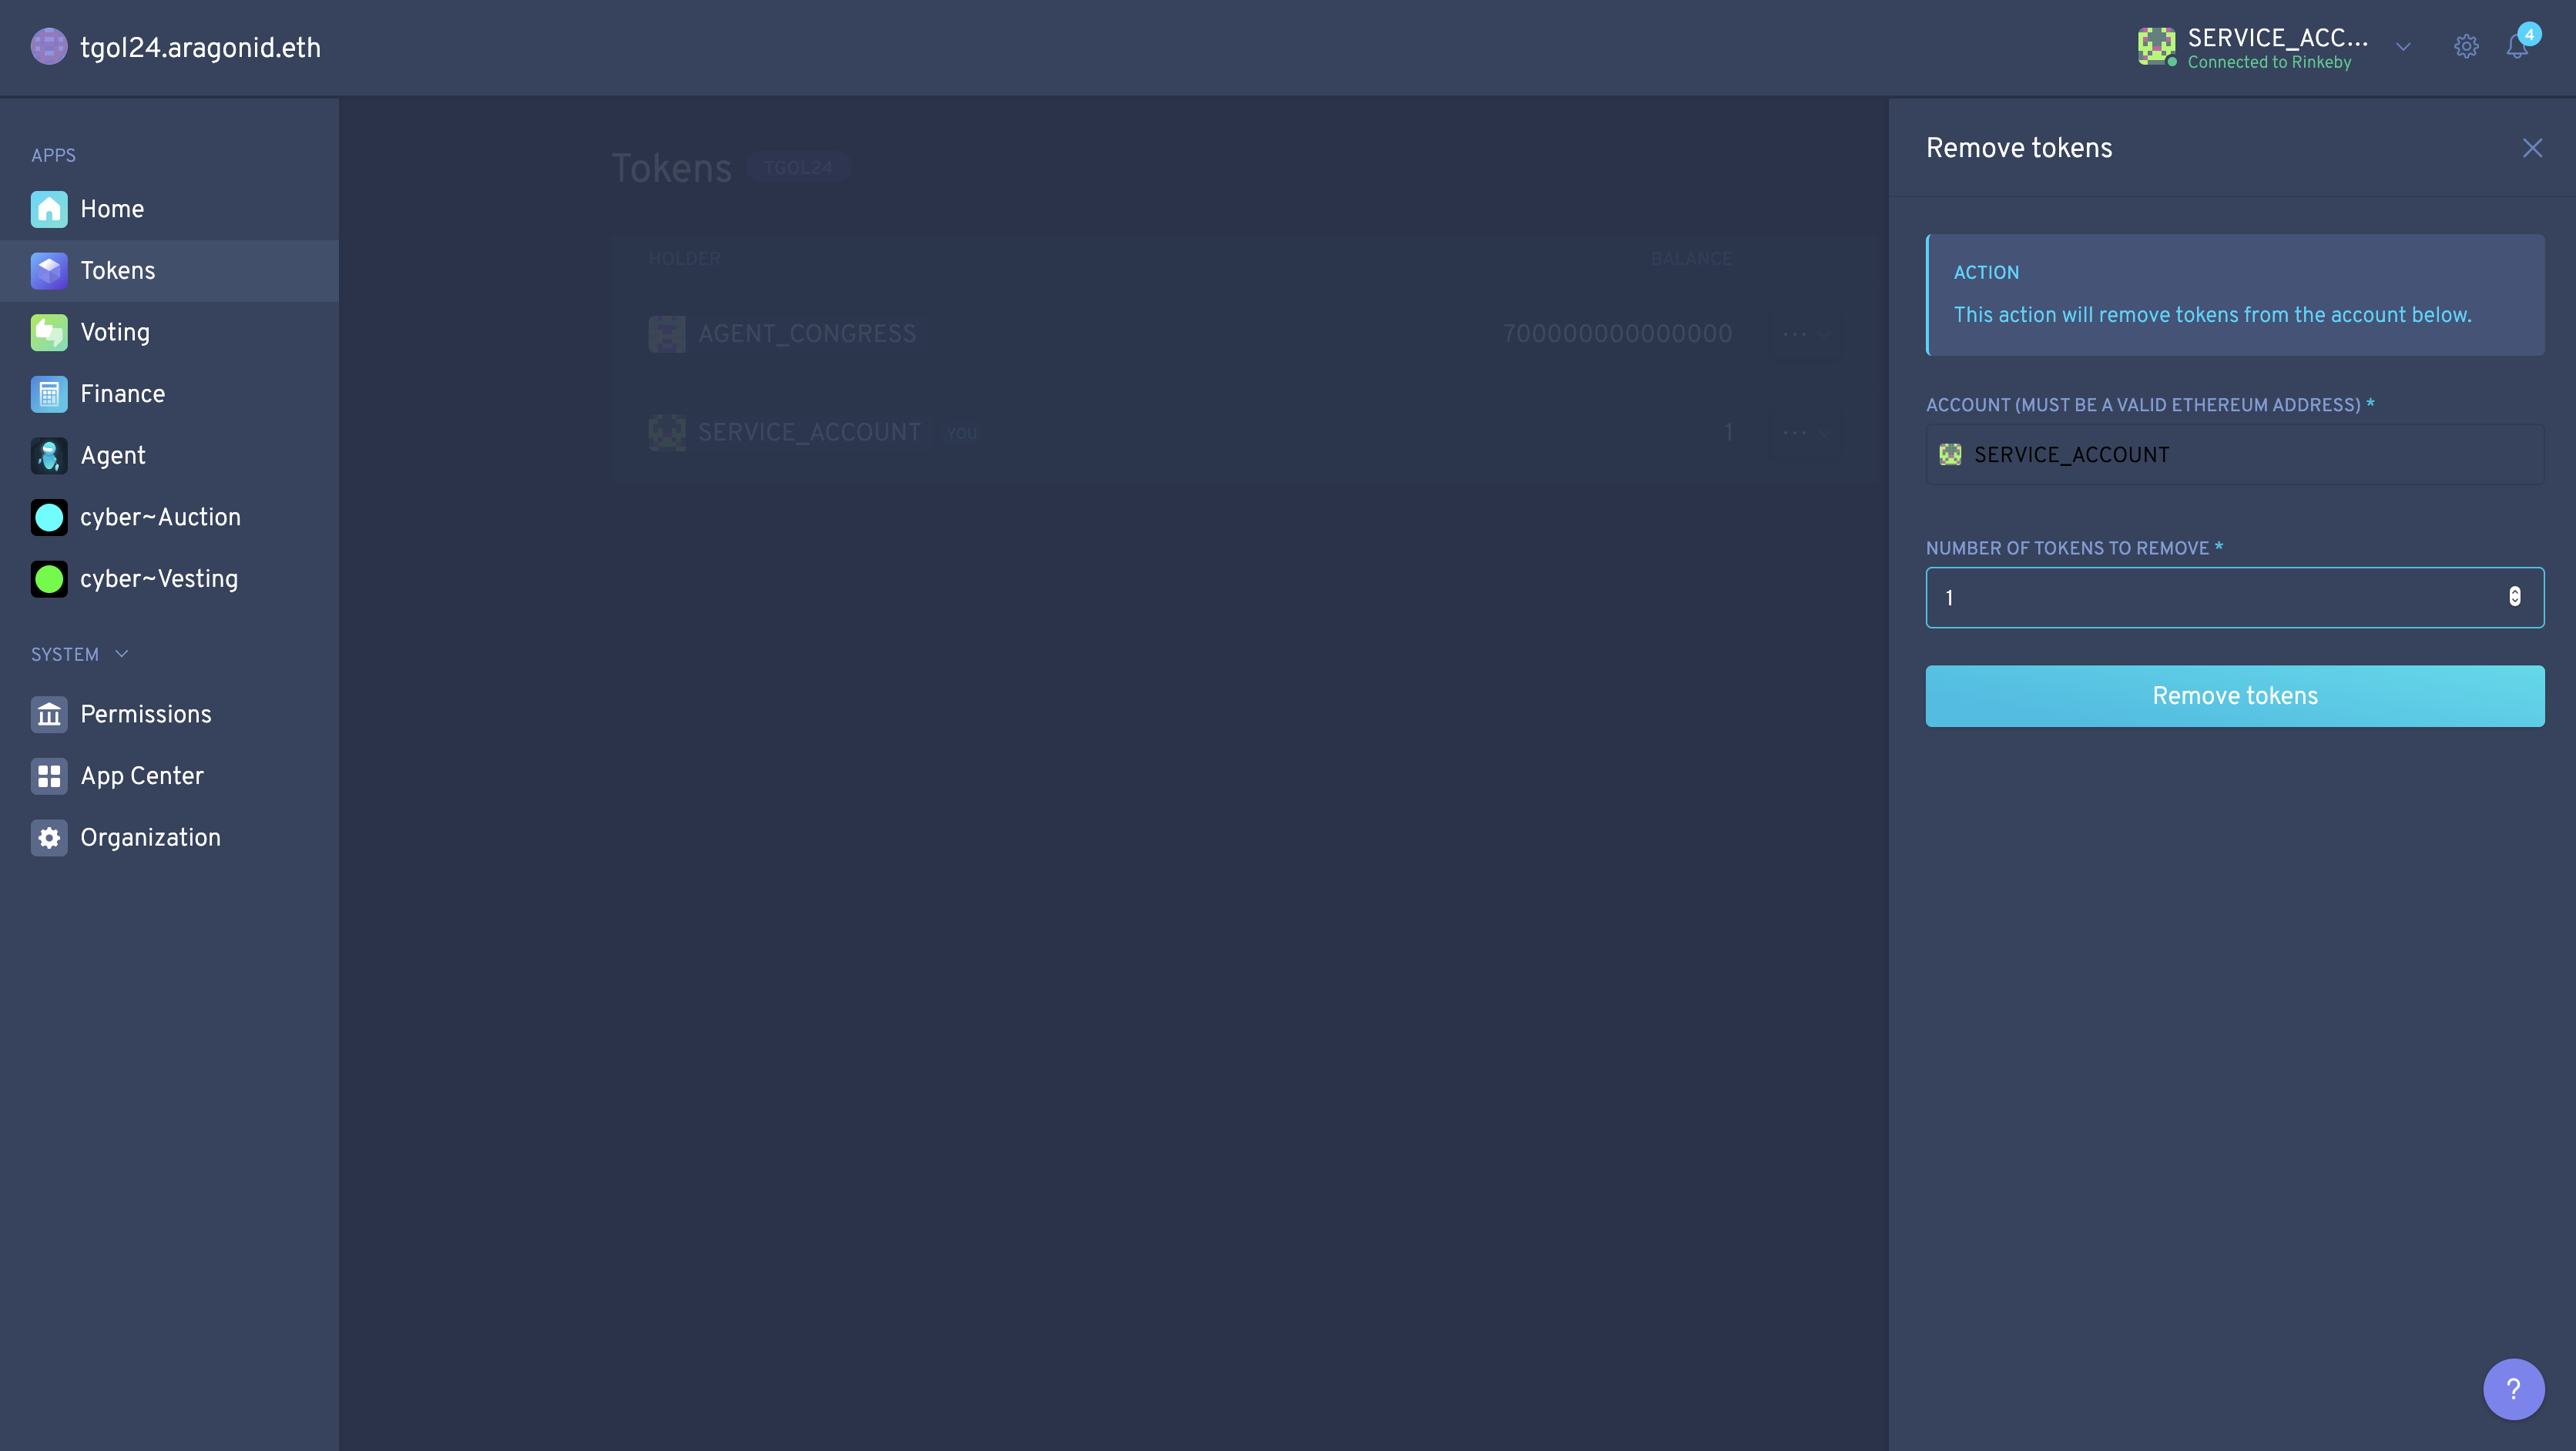 tgol24.aragonid.eth
SERVICE_ACC...
Connected to Rinkeby
4
APPS
Home
Tokens
Voting
Finance
Agent
cyber~Auction
cyber~Vesting
SYSTEM
Permissions
App Center
Organization
Tokens TGOL24
HOLDER BALANCE
AGENT_CONGRESS 700000000000000
SERVICE_ACCOUNT YOU 1
Remove tokens
ACTION
This action will remove tokens from the account below.
ACCOUNT (MUST BE A VALID ETHEREUM ADDRESS) *
SERVICE_ACCOUNT
NUMBER OF TOKENS TO REMOVE *
1
Remove tokens
?